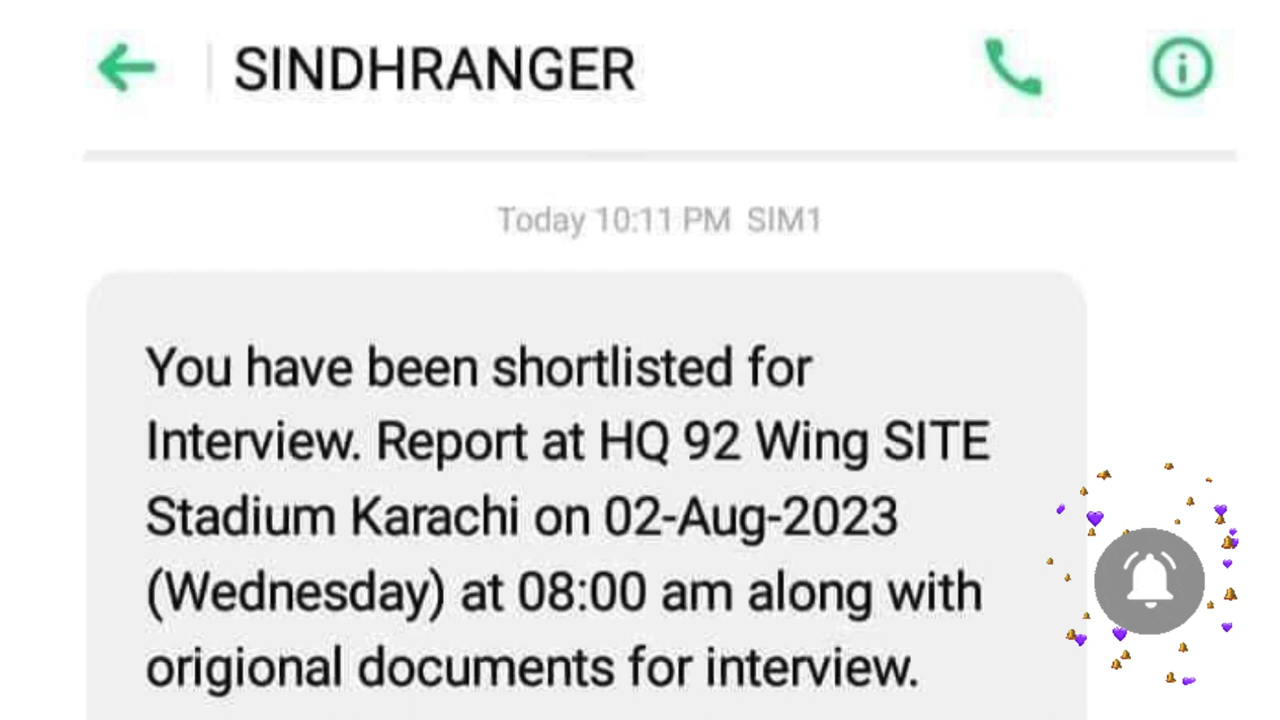 SINDHRANGER
Today 10:11 PM SIM1
You have been shortlisted for
Interview. Report at HQ 92 Wing SITE
Stadium Karachi on 02-Aug-2023
(Wednesday) at 08:00 am along with
origional documents for interview.